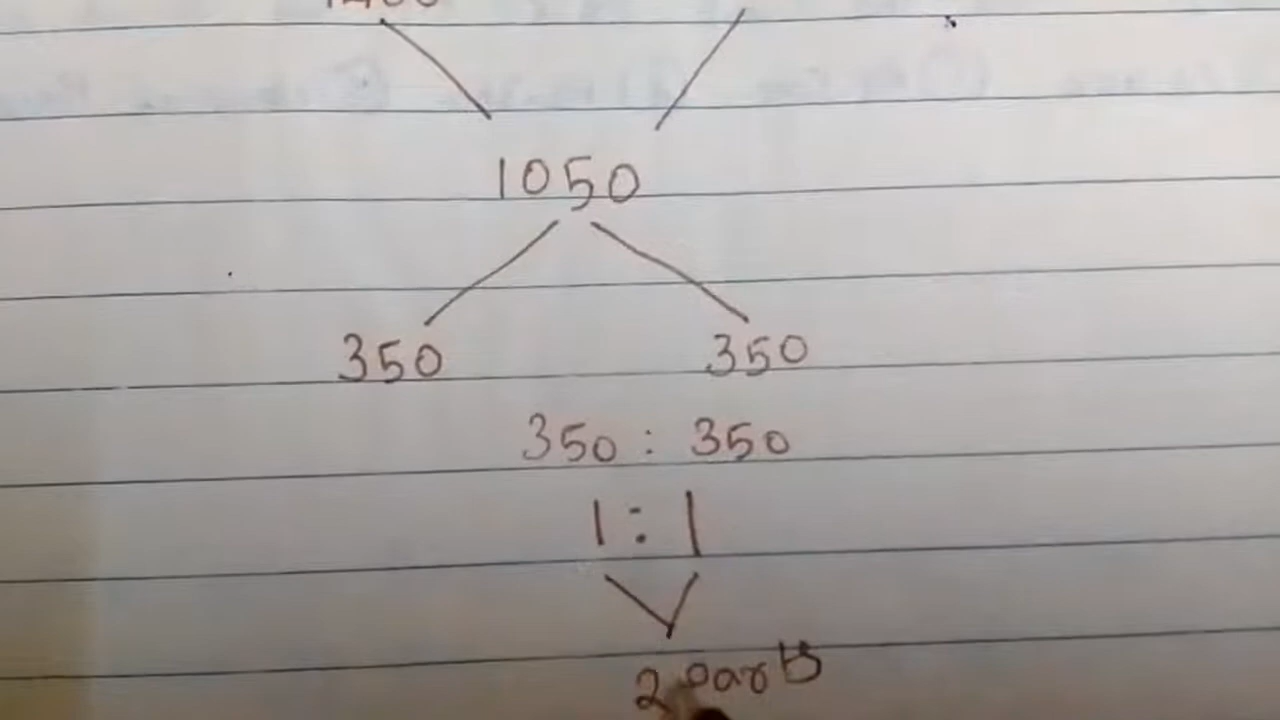 1050
350 350
350 : 350
1 : 1
2 parts